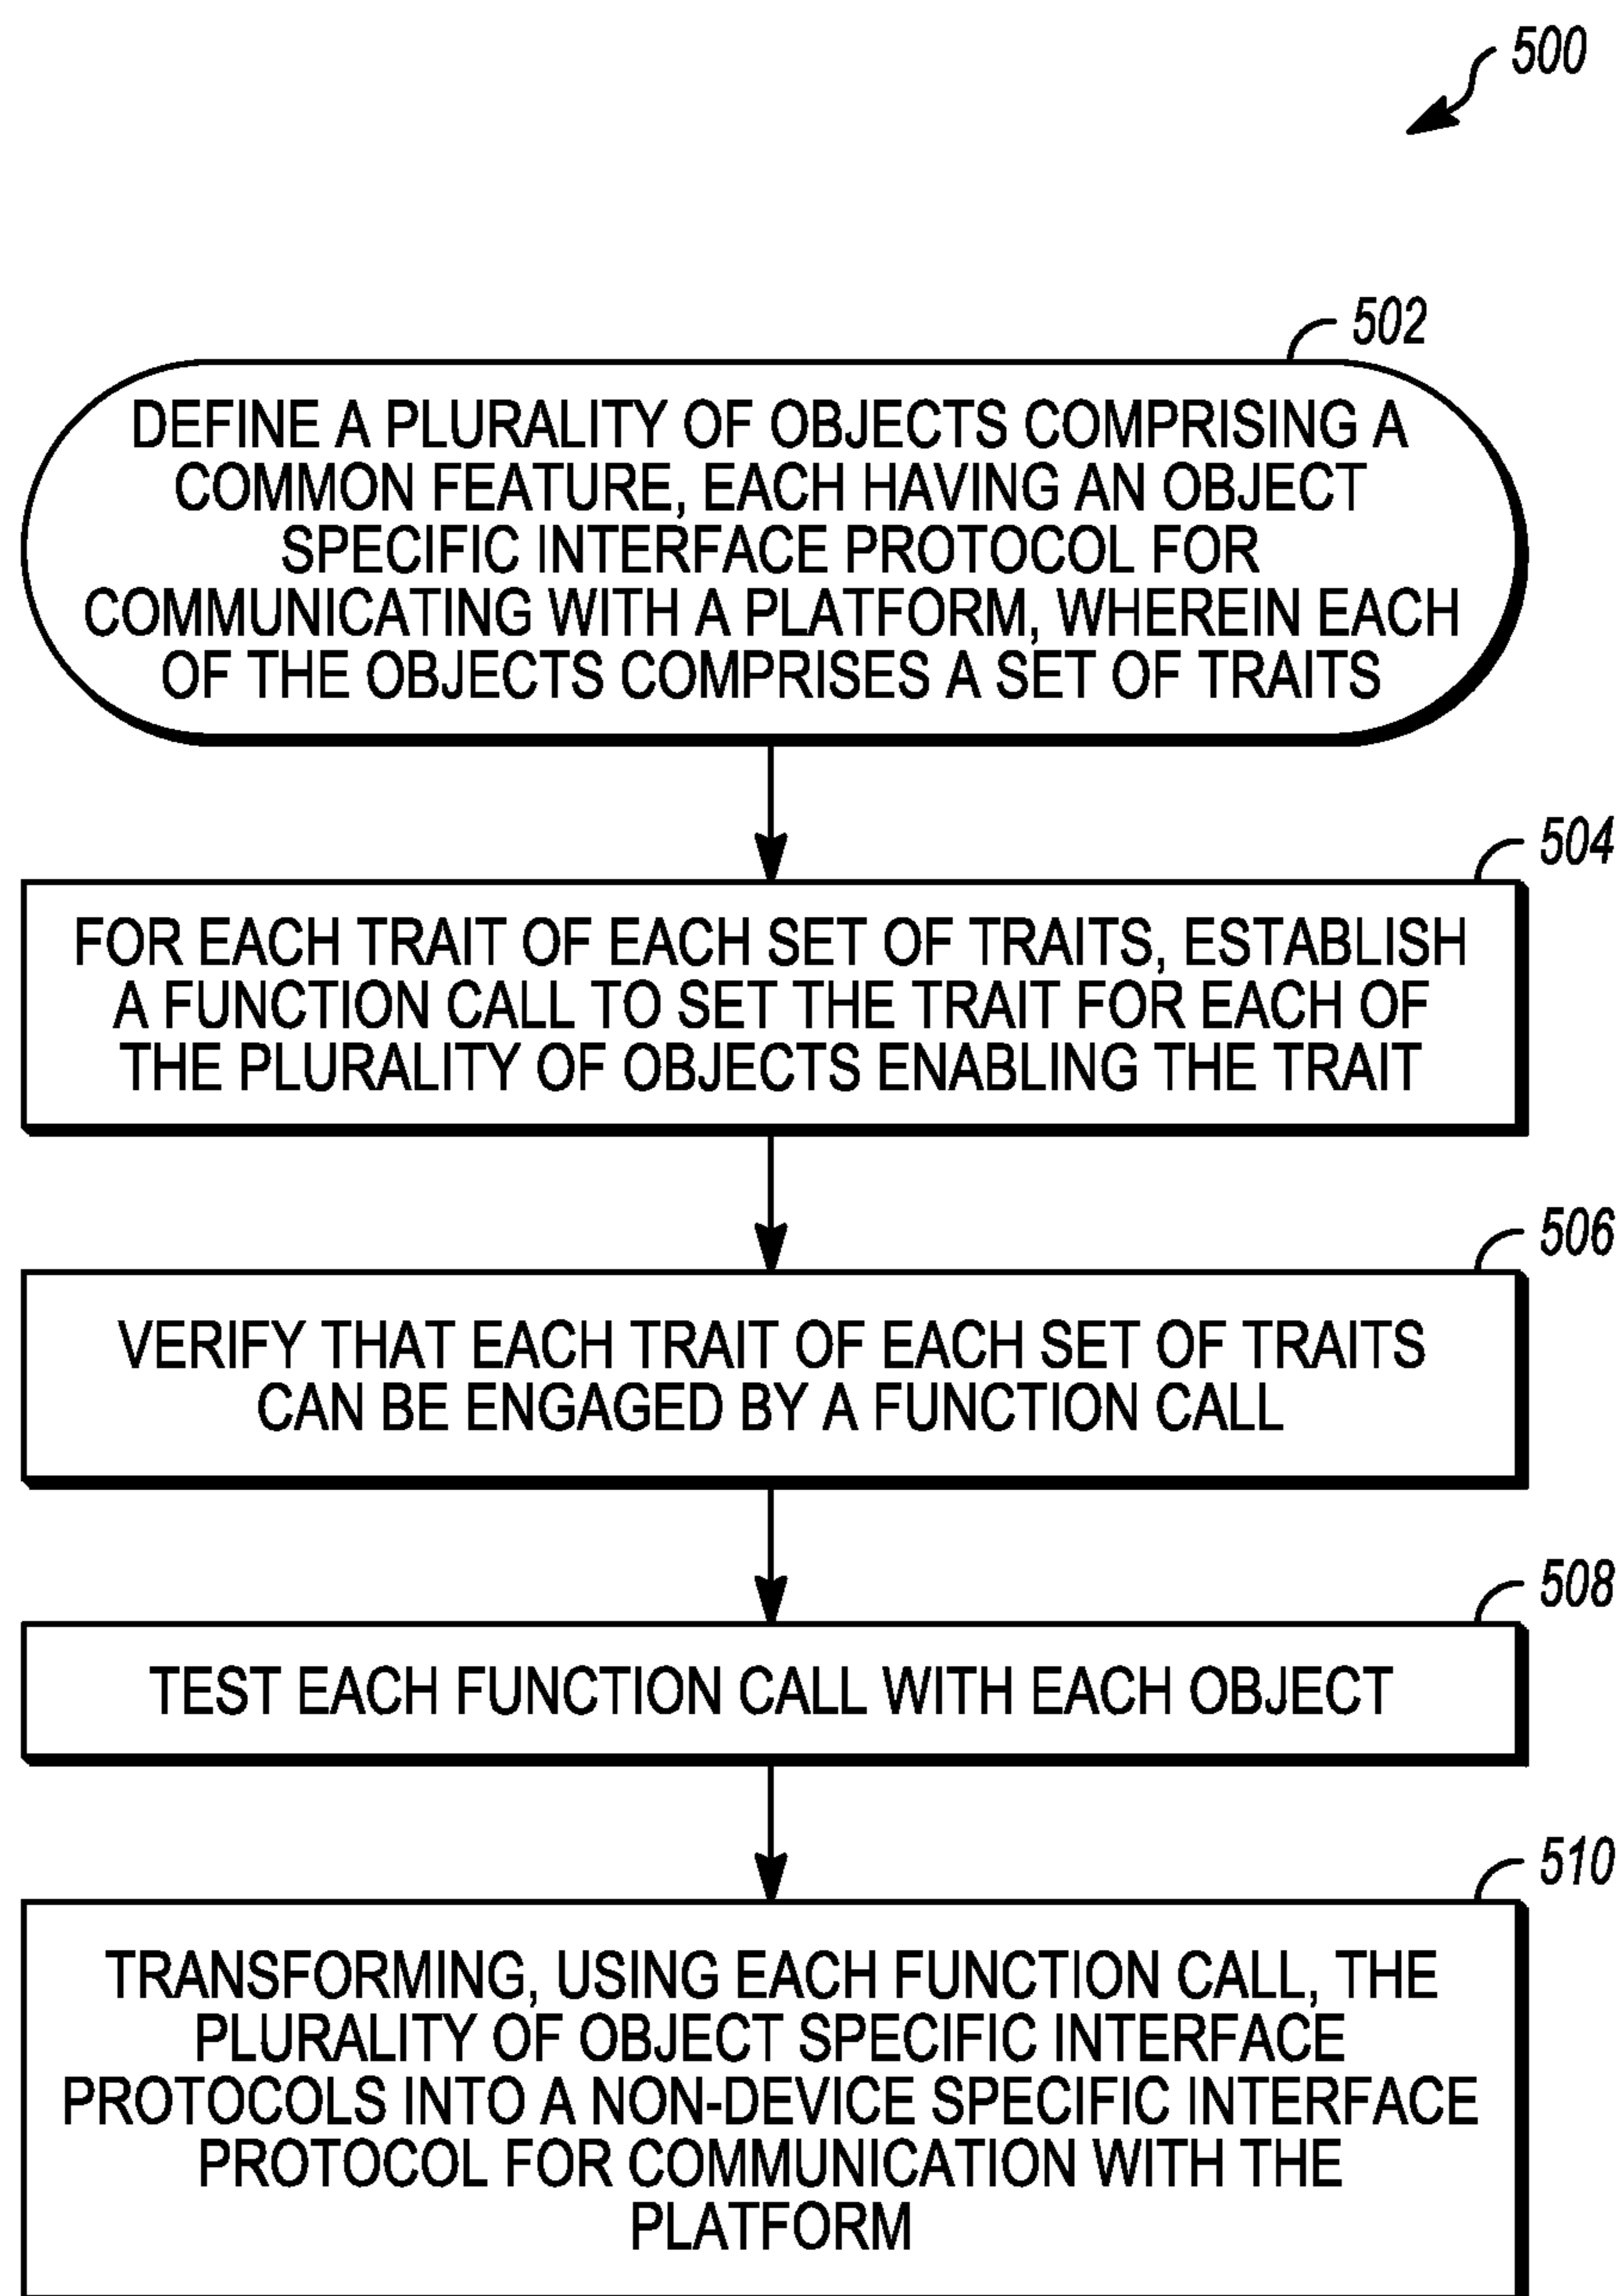 500
502
DEFINE A PLURALITY OF OBJECTS COMPRISING A
COMMON FEATURE, EACH HAVING AN OBJECT
SPECIFIC INTERFACE PROTOCOL FOR
COMMUNICATING WITH A PLATFORM, WHEREIN EACH
OF THE OBJECTS COMPRISES A SET OF TRAITS
504
FOR EACH TRAIT OF EACH SET OF TRAITS, ESTABLISH
A FUNCTION CALL TO SET THE TRAIT FOR EACH OF
THE PLURALITY OF OBJECTS ENABLING THE TRAIT
506
VERIFY THAT EACH TRAIT OF EACH SET OF TRAITS
CAN BE ENGAGED BY A FUNCTION CALL
508
TEST EACH FUNCTION CALL WITH EACH OBJECT
510
TRANSFORMING, USING EACH FUNCTION CALL, THE
PLURALITY OF OBJECT SPECIFIC INTERFACE
PROTOCOLS INTO A NON-DEVICE SPECIFIC INTERFACE
PROTOCOL FOR COMMUNICATION WITH THE
PLATFORM